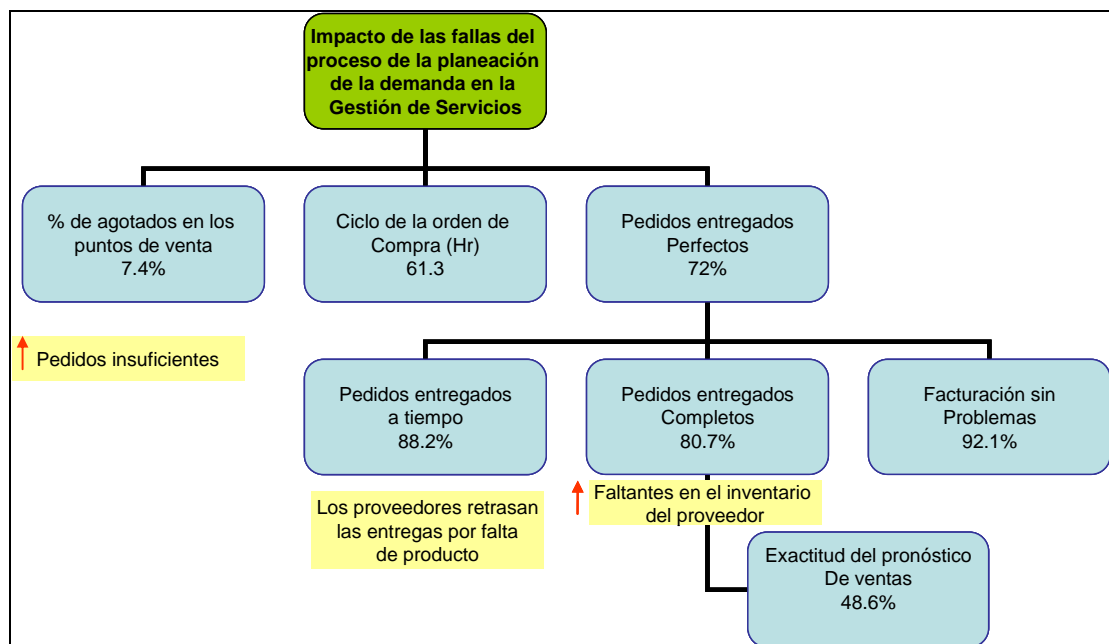 Impacto de las fallas del
proceso de la planeación
de la demanda en la
Gestión de Servicios
% de agotados en los
puntos de venta
7.4%
Ciclo de la orden de
Compra (Hr)
61.3
Pedidos entregados
Perfectos
72%
Pedidos insuficientes
Pedidos entregados
a tiempo
88.2%
Pedidos entregados
Completos
80.7%
Facturación sin
Problemas
92.1%
Los proveedores retrasan
las entregas por falta
de producto
Faltantes en el inventario
del proveedor
Exactitud del pronóstico
De ventas
48.6%